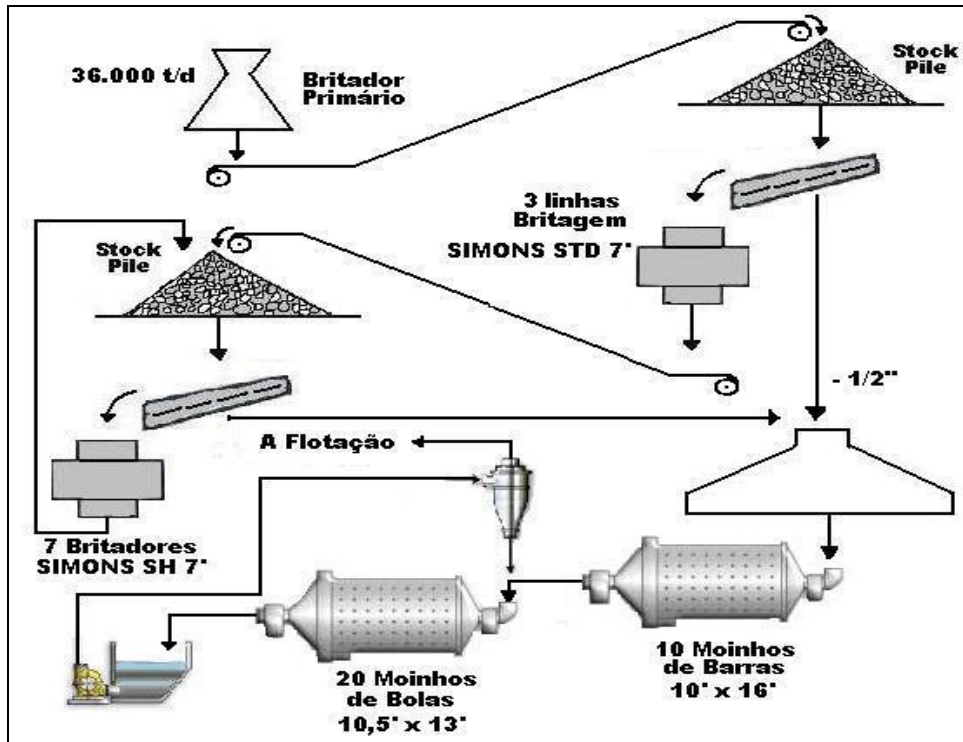 36.000 t/d
Britador
Primário
Stock
Pile
3 linhas
Britagem
SIMONS STD 7'
Stock
Pile
- 1/2"
A Flotação
7 Britadores
SIMONS SH 7'
10 Moinhos
de Barras
10' x 16'
20 Moinhos
de Bolas
10,5' x 13'